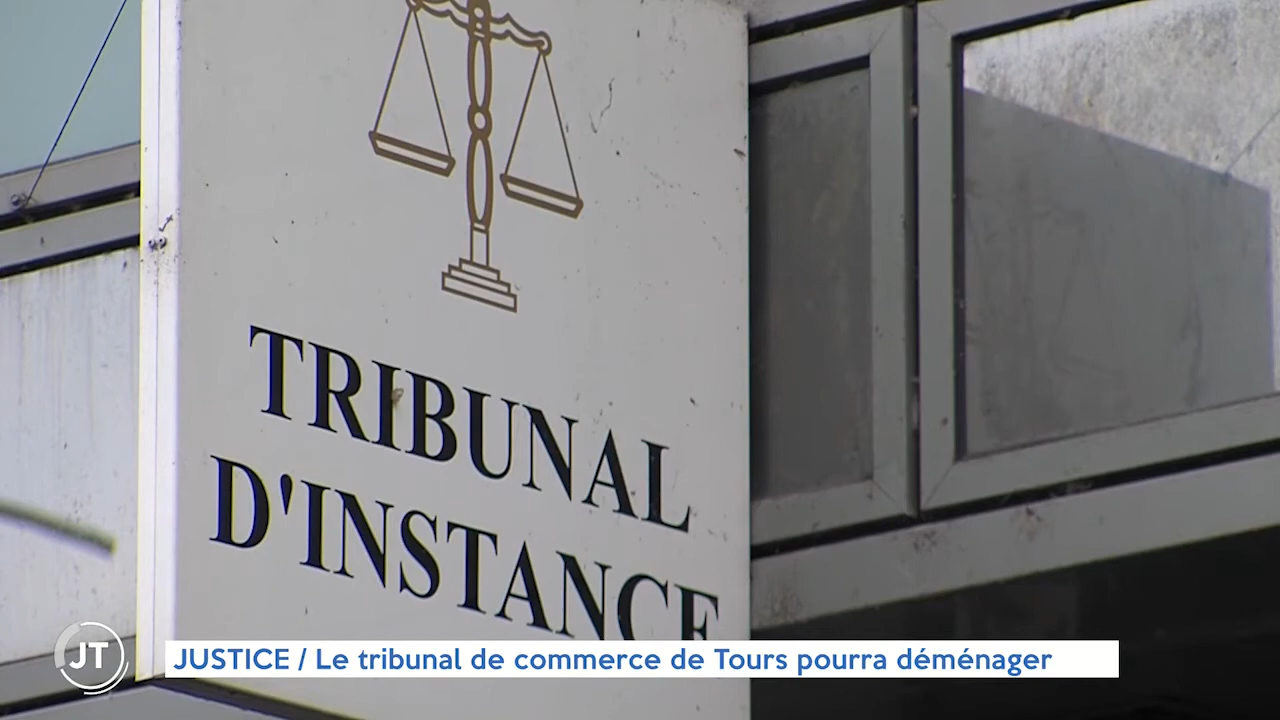 TRIBUNAL
D'INSTANCE
JT
JUSTICE / Le tribunal de commerce de Tours pourra déménager